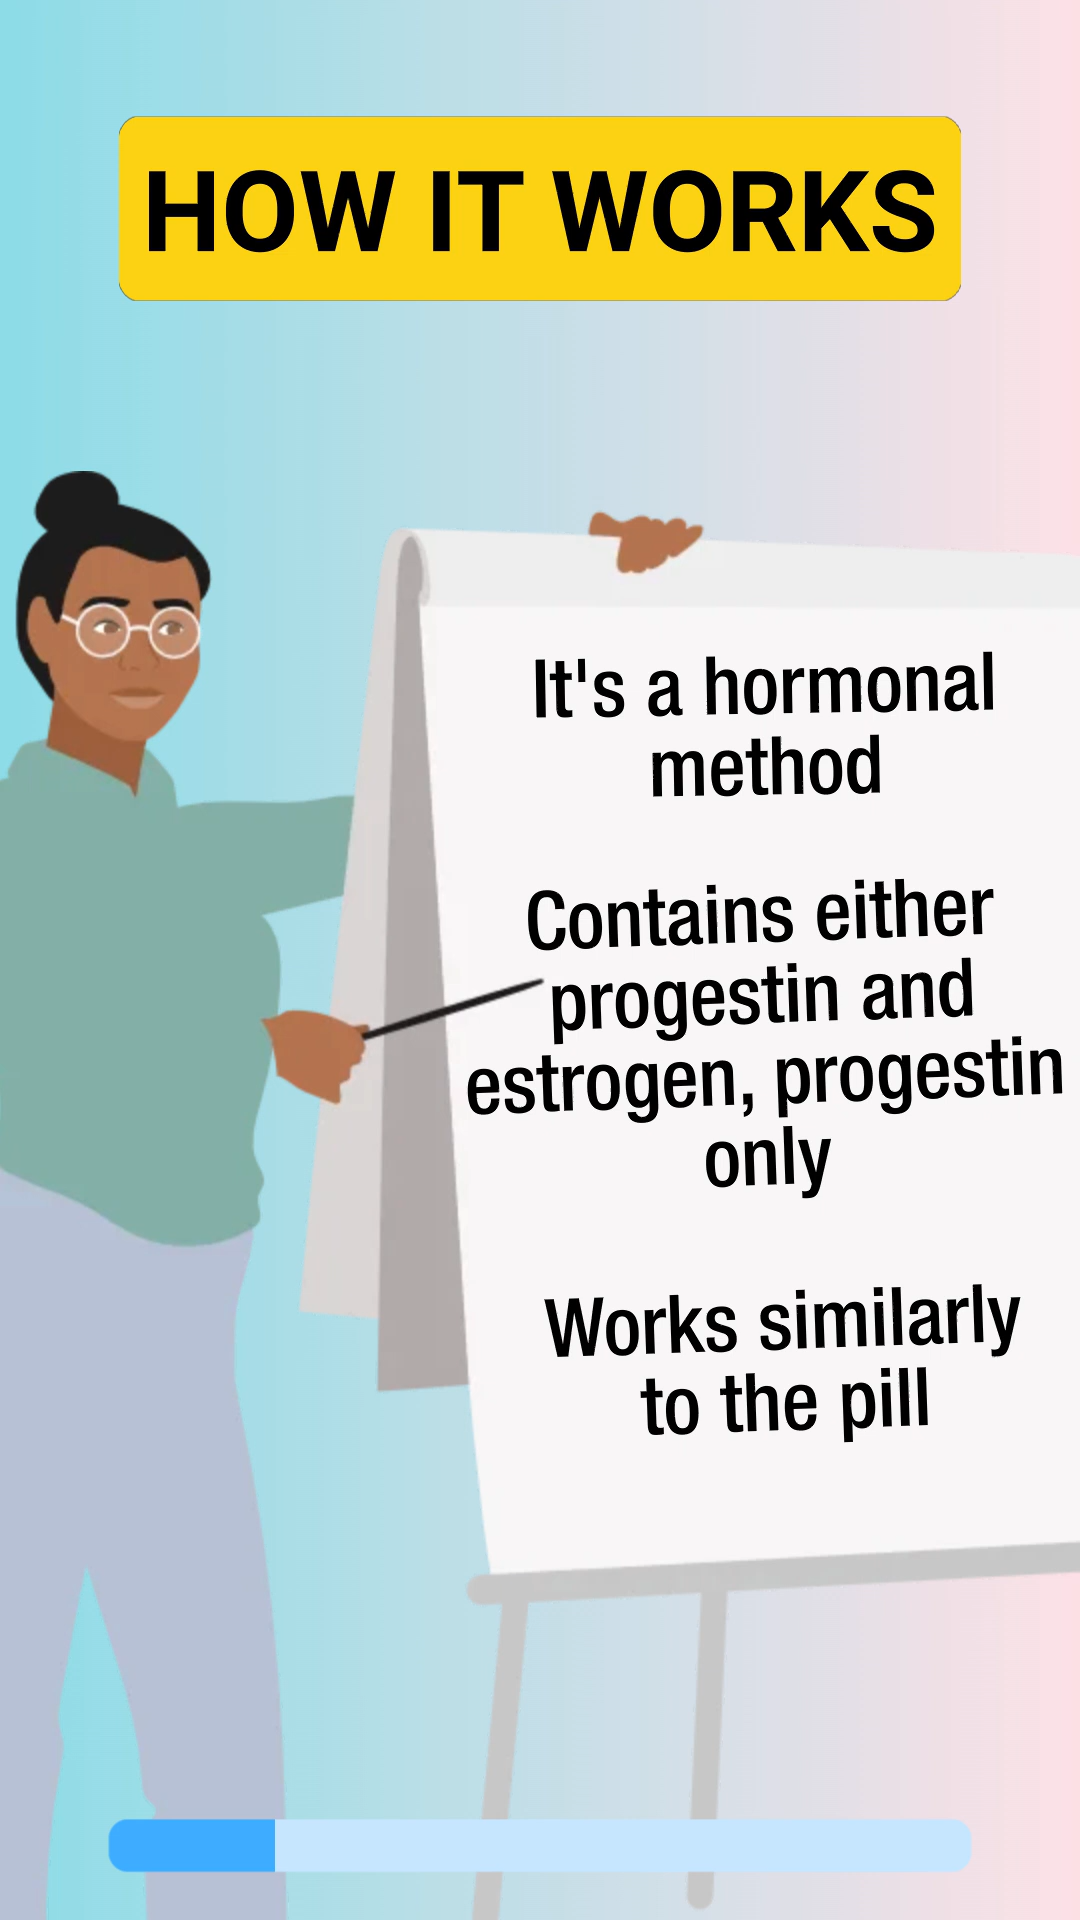 HOW IT WORKS
It's a hormonal
method
Contains either
progestin and
estrogen, progestin
only
Works similarly
to the pill